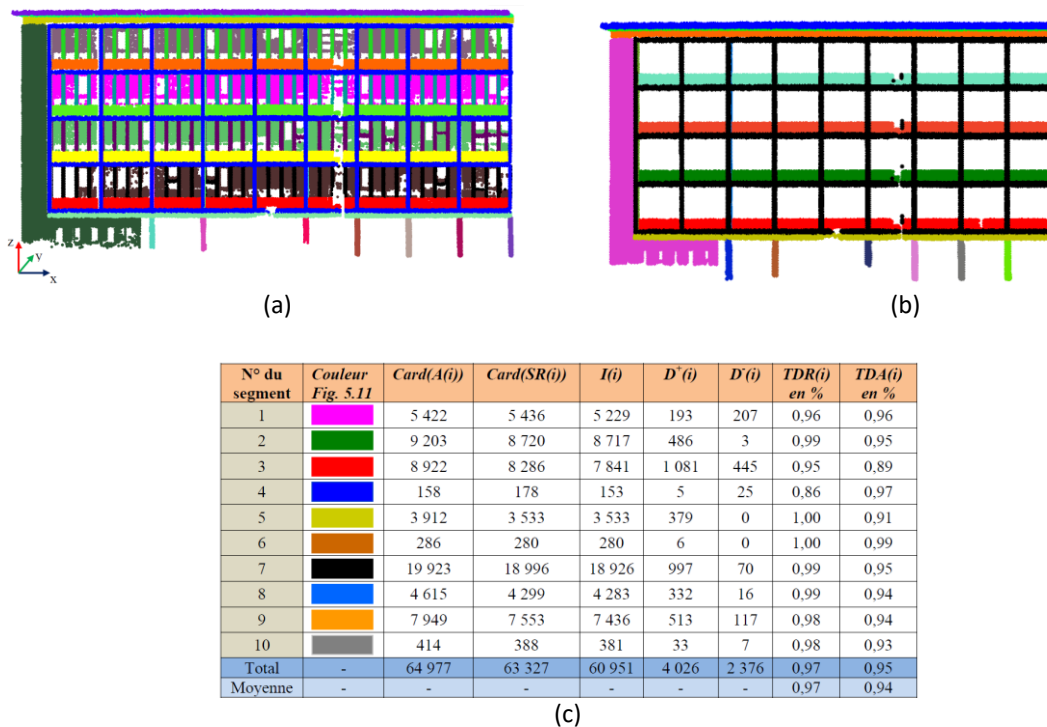 z
y
x
(a)
(b)
N° du segment Couleur Fig. 5.11 Card(A(i)) Card(SR(i)) I(i) D⁺(i) D⁻(i) TDR(i) en % TDA(i) en %
1 5 422 5 436 5 229 193 207 0,96 0,96
2 9 203 8 720 8 717 486 3 0,99 0,95
3 8 922 8 286 7 841 1 081 445 0,95 0,89
4 158 178 153 5 25 0,86 0,97
5 3 912 3 533 3 533 379 0 1,00 0,91
6 286 280 280 6 0 1,00 0,99
7 19 923 18 996 18 926 997 70 0,99 0,95
8 4 615 4 299 4 283 332 16 0,99 0,94
9 7 949 7 553 7 436 513 117 0,98 0,94
10 414 388 381 33 7 0,98 0,93
Total - 64 977 63 327 60 951 4 026 2 376 0,97 0,95
Moyenne - - - - - - 0,97 0,94
(c)